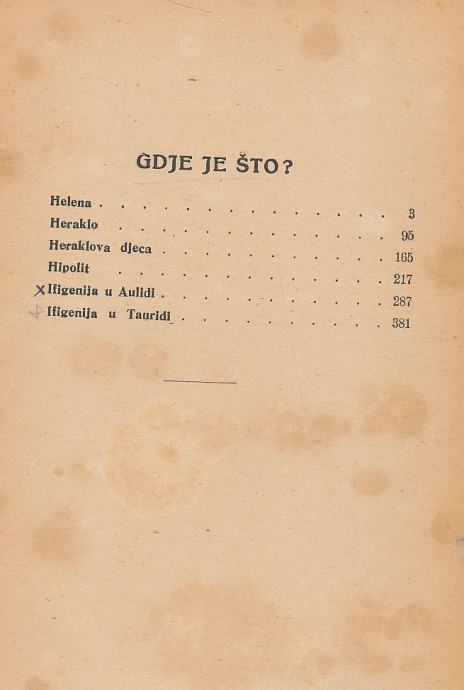 GDJE JE ŠTO?
Helena . . . . . . . . . . . . 3
Heraklo . . . . . . . . . . . . 95
Heraklova djeca . . . . . . . . . . 165
Hipolit . . . . . . . . . . . . 217
x Ifigenija u Aulidi . . . . . . . . . . 287
Ifigenija u Tauridi . . . . . . . . . 381